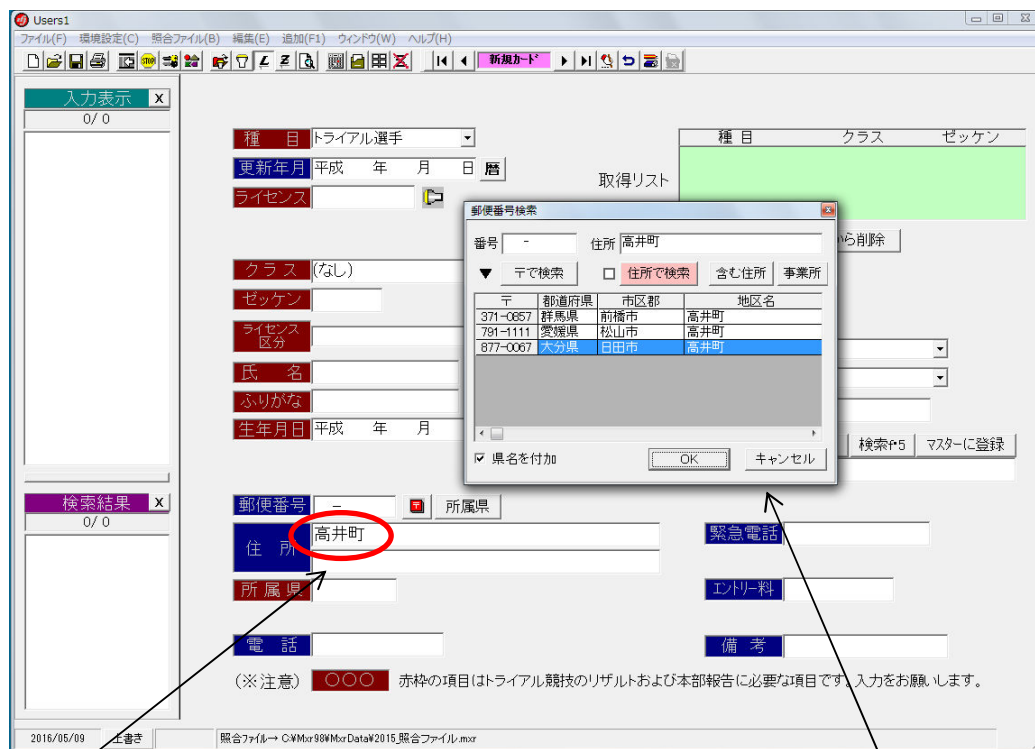 Users1
ファイル(F) 環境設定(C) 照合ファイル(B) 編集(E) 追加(F1) ウィンドウ(W) ヘルプ(H)
STOP 新規カード
入力表示 X
0/ 0
種 目 トライアル選手
種 目 クラス ゼッケン
更新年月 平成 年 月 日 暦
取得リスト
ライセンス
から削除
クラス (なし)
ゼッケン
ライセンス
区分
氏 名
ふりがな
生年月日 平成 年 月
検索f･5 マスターに登録
郵便番号検索
番号 - 住所 高井町
▼ 〒で検索 □ 住所で検索 含む住所 事業所
〒 都道府県 市区郡 地区名
371-0857 群馬県 前橋市 高井町
791-1111 愛媛県 松山市 高井町
877-0067 大分県 日田市 高井町
県名を付加 OK キャンセル
検索結果 X
0/ 0
郵便番号 - 所属県
住 所 高井町
緊急電話
所属県
エントリー料
電 話
備 考
(※注意) ○○○ 赤枠の項目はトライアル競技のリザルトおよび本部報告に必要な項目です。入力をお願いします。
2016/05/09 上書き 照合ファイル→ C:¥Mxr98¥MxrData¥2015_照合ファイル.mxr